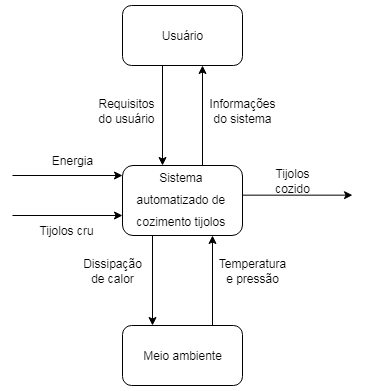 Usuário
Requisitos
do usuário
Informações
do sistema
Energia
Tijolos cru
Sistema
automatizado de
cozimento tijolos
Tijolos
cozido
Dissipação
de calor
Temperatura
e pressão
Meio ambiente